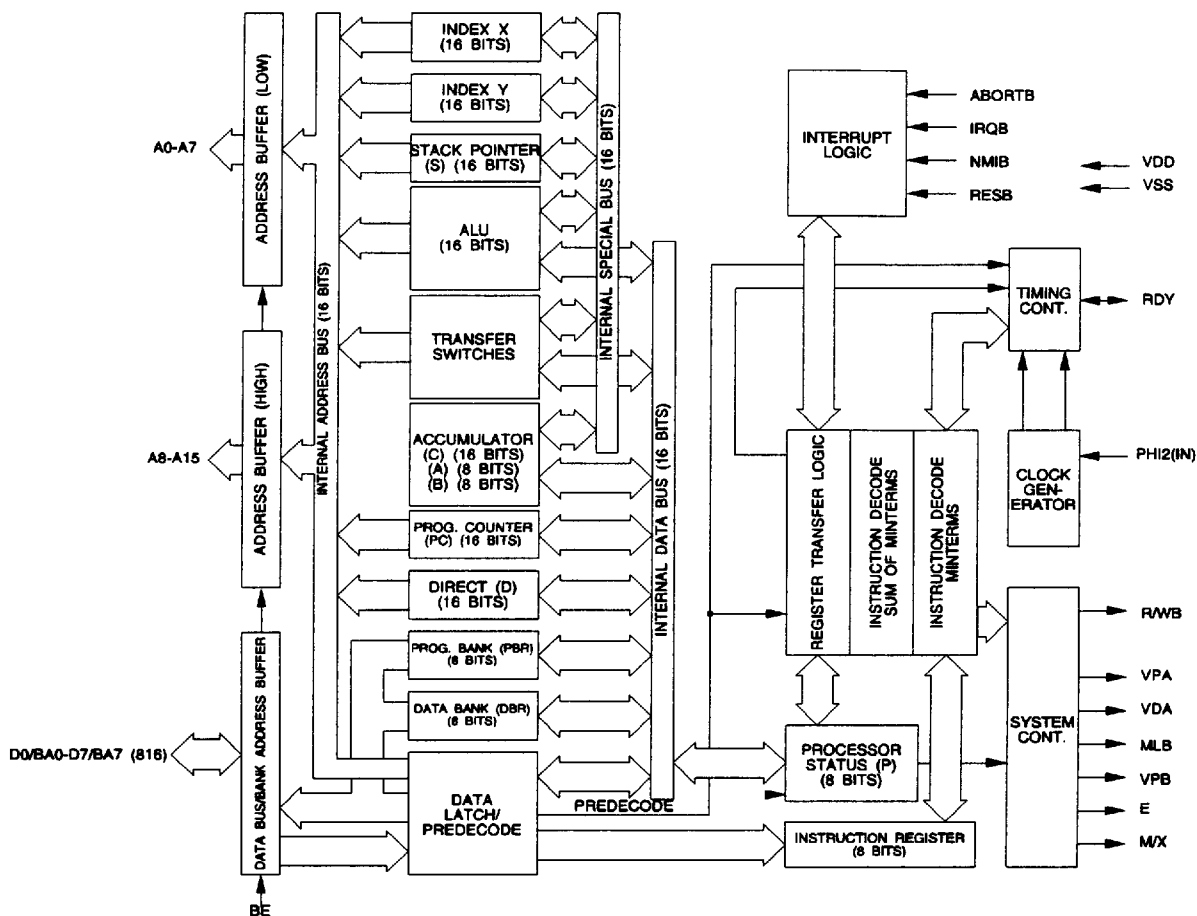 A0-A7
A8-A15
D0/BA0-D7/BA7 (816)
ADDRESS BUFFER (LOW)
ADDRESS BUFFER (HIGH)
DATA BUS/BANK ADDRESS BUFFER
BE
INTERNAL ADDRESS BUS (16 BITS)
INDEX X
(16 BITS)
INDEX Y
(16 BITS)
STACK POINTER
(S) (16 BITS)
ALU
(16 BITS)
TRANSFER
SWITCHES
ACCUMULATOR
(C) (16 BITS)
(A) (8 BITS)
(B) (8 BITS)
PROG. COUNTER
(PC) (16 BITS)
DIRECT (D)
(16 BITS)
PROG. BANK (PBR)
(8 BITS)
DATA BANK (DBR)
(8 BITS)
DATA
LATCH/
PREDECODE
INTERNAL SPECIAL BUS (16 BITS)
INTERNAL DATA BUS (16 BITS)
PREDECODE
INTERRUPT
LOGIC
ABORTB
IRQB
NMIB
RESB
VDD
VSS
TIMING
CONT.
RDY
REGISTER TRANSFER LOGIC
INSTRUCTION DECODE
SUM OF MINTERMS
INSTRUCTION DECODE
MINTERMS
CLOCK
GEN-
ERATOR
PHI2(IN)
PROCESSOR
STATUS (P)
(8 BITS)
INSTRUCTION REGISTER
(8 BITS)
SYSTEM
CONT.
R/WB
VPA
VDA
MLB
VPB
E
M/X